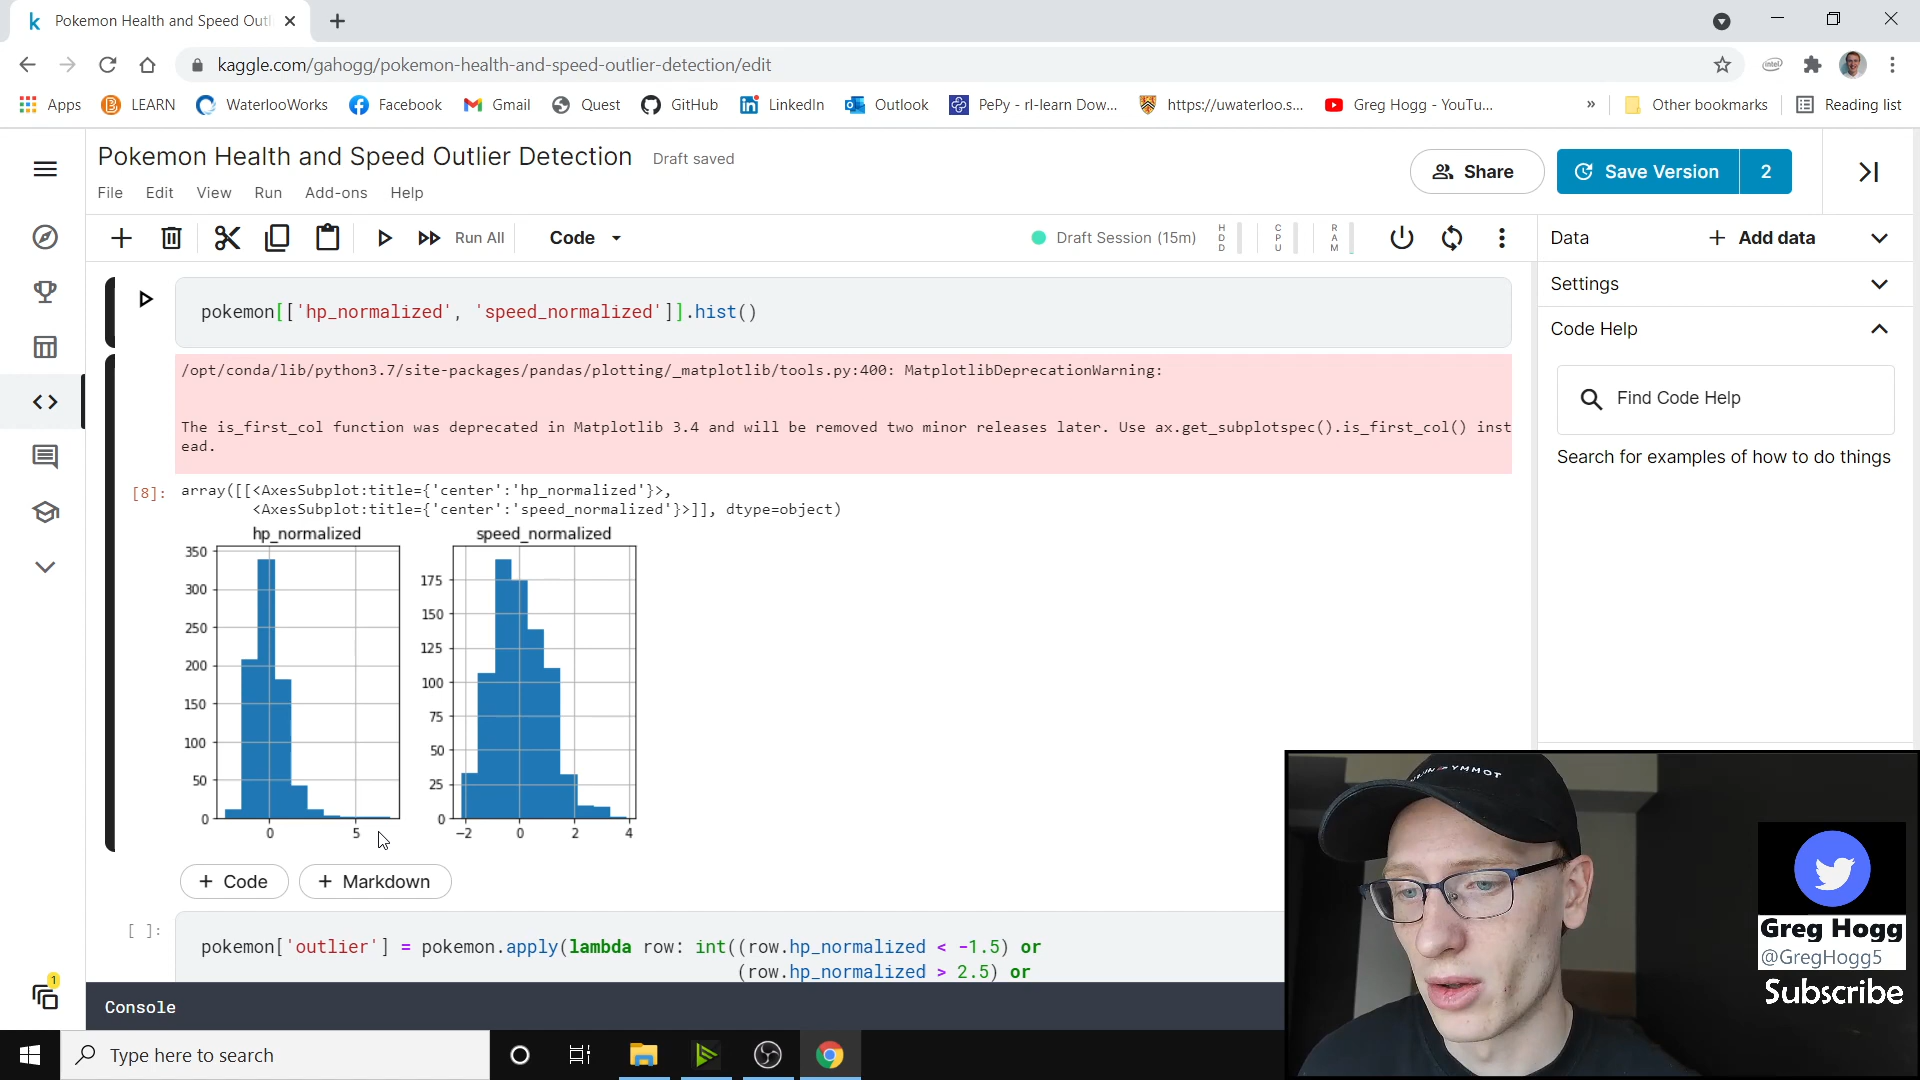 Pokemon Health and Speed Outl
kaggle.com/gahogg/pokemon-health-and-speed-outlier-detection/edit
Apps LEARN WaterlooWorks Facebook Gmail Quest GitHub LinkedIn Outlook PePy - rl-learn Dow... https://uwaterloo.s... Greg Hogg - YouTu... » Other bookmarks Reading list
Pokemon Health and Speed Outlier Detection Draft saved
File Edit View Run Add-ons Help
Share
Save Version 2
Run All Code Draft Session (15m) HDD CPU RAM
Data + Add data
Settings
Code Help
Find Code Help
Search for examples of how to do things
pokemon[['hp_normalized', 'speed_normalized']].hist()
/opt/conda/lib/python3.7/site-packages/pandas/plotting/_matplotlib/tools.py:400: MatplotlibDeprecationWarning:
The is_first_col function was deprecated in Matplotlib 3.4 and will be removed two minor releases later. Use ax.get_subplotspec().is_first_col() inst
ead.
[8]: array([[<AxesSubplot:title={'center':'hp_normalized'}>,
<AxesSubplot:title={'center':'speed_normalized'}>]], dtype=object)
hp_normalized
350
300
250
200
150
100
50
0
0 5
speed_normalized
175
150
125
100
75
50
25
0
−2 0 2 4
+ Code + Markdown
[ ]: pokemon['outlier'] = pokemon.apply(lambda row: int((row.hp_normalized < -1.5) or
(row.hp_normalized > 2.5) or
1
Console
Type here to search
Greg Hogg
@GregHogg5
Subscribe